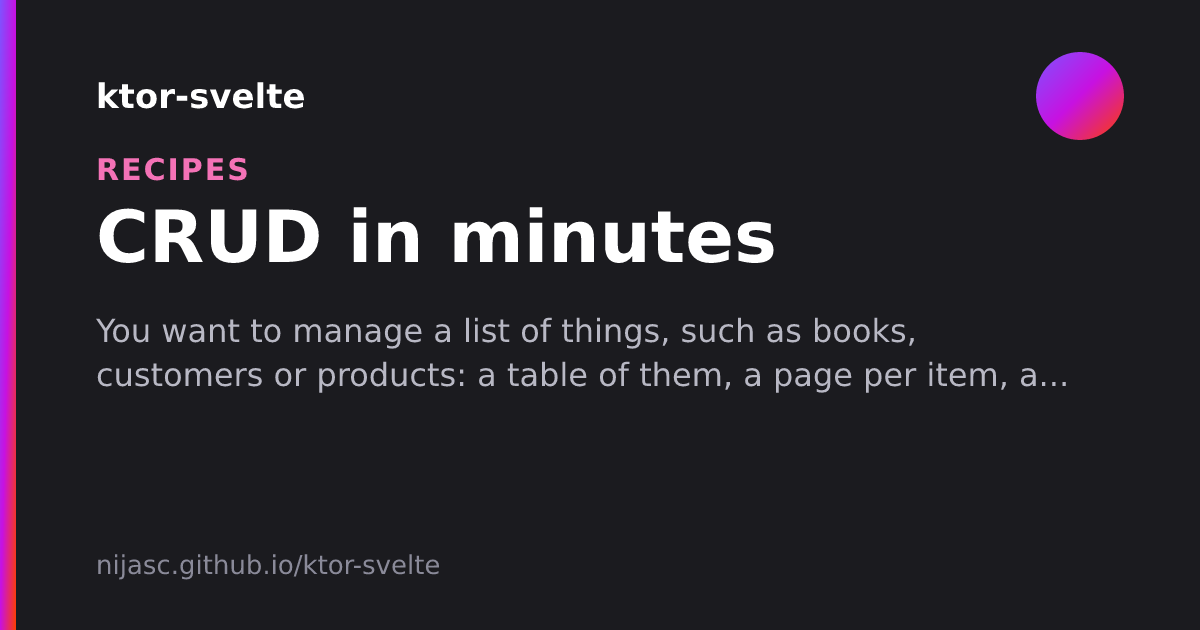 ktor-svelte
RECIPES
CRUD in minutes
You want to manage a list of things, such as books,
customers or products: a table of them, a page per item, a...
nijasc.github.io/ktor-svelte